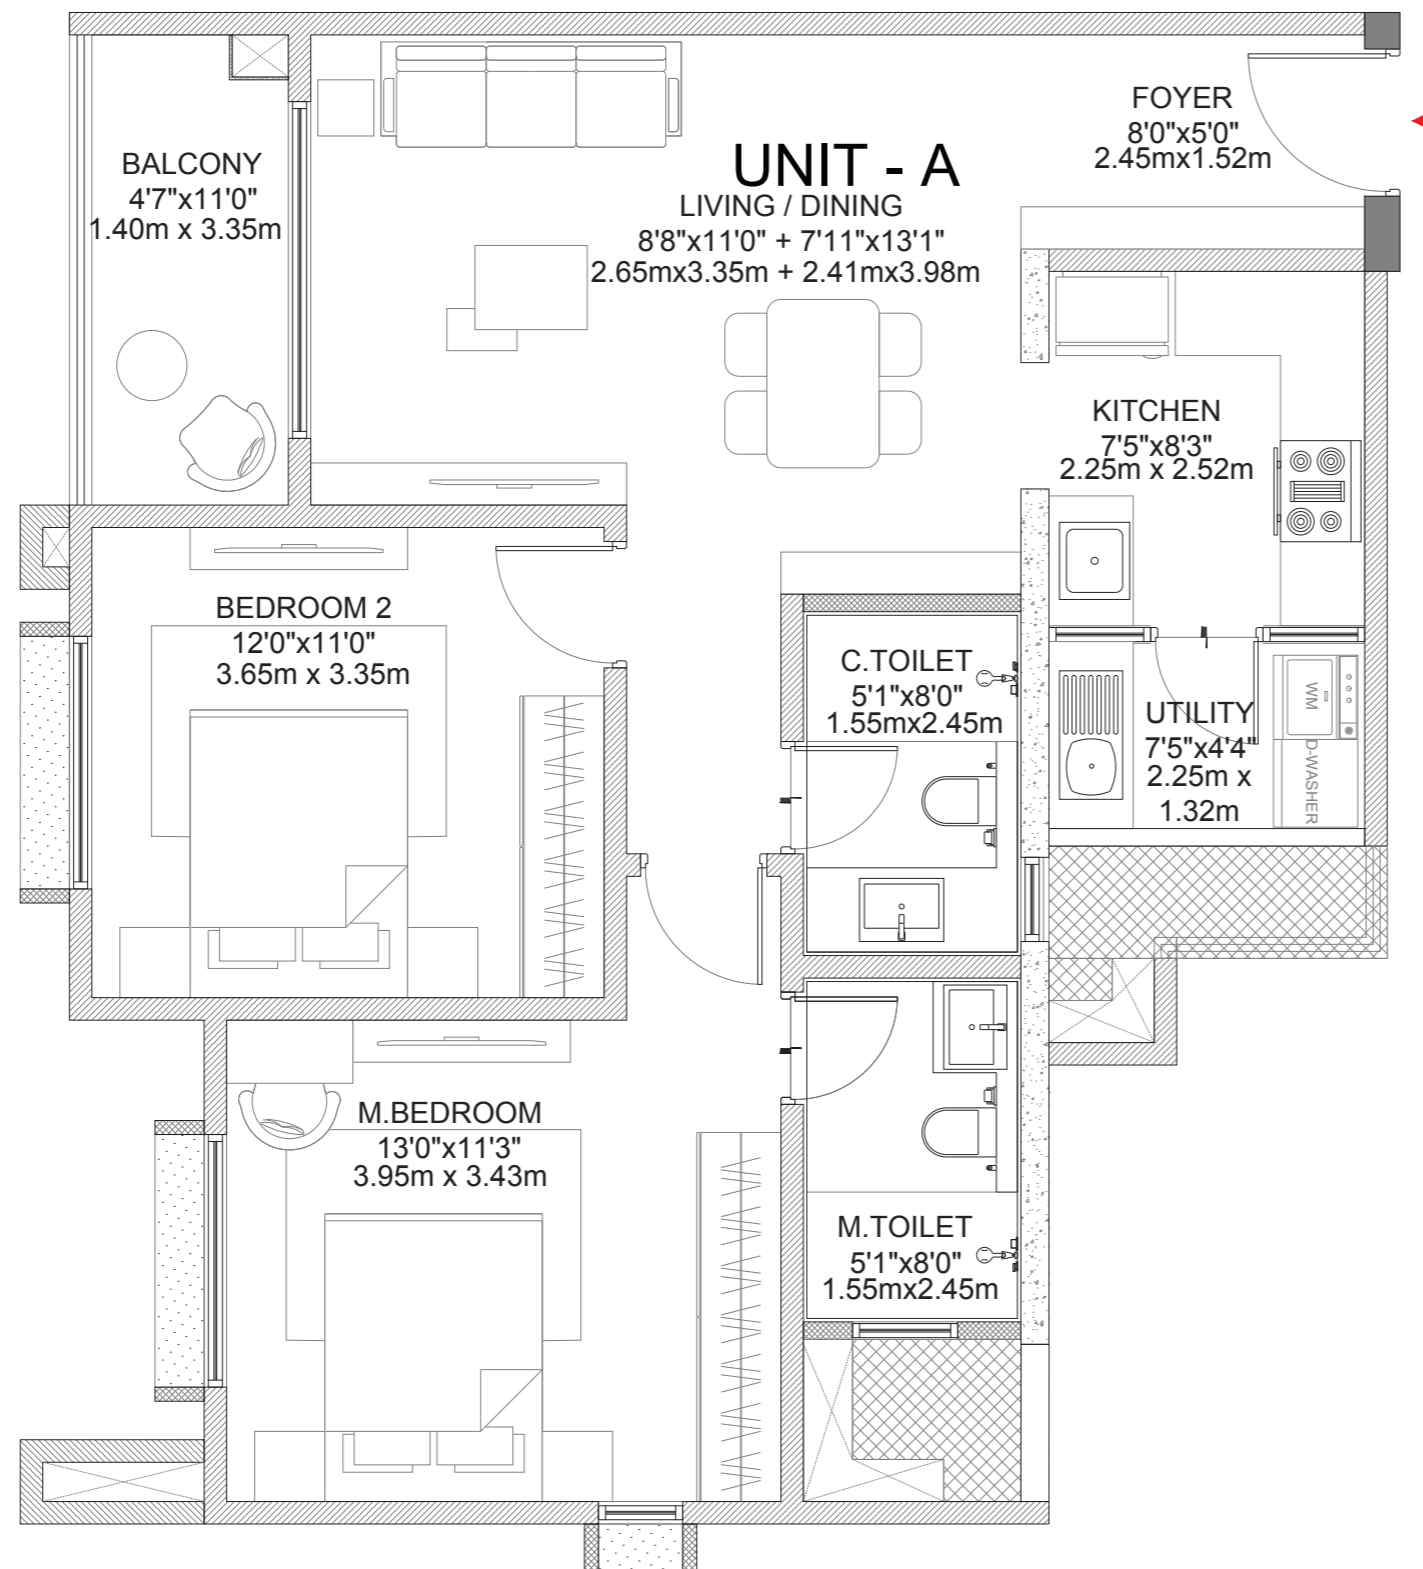 FOYER
8'0"x5'0"
2.45mx1.52m
BALCONY
4'7"x11'0"
1.40m x 3.35m
UNIT - A
LIVING / DINING
8'8"x11'0" + 7'11"x13'1"
2.65mx3.35m + 2.41mx3.98m
KITCHEN
7'5"x8'3"
2.25m x 2.52m
BEDROOM 2
12'0"x11'0"
3.65m x 3.35m
C.TOILET
5'1"x8'0"
1.55mx2.45m
UTILITY
7'5"x4'4"
2.25m x
1.32m
WM
D-WASHER
M.BEDROOM
13'0"x11'3"
3.95m x 3.43m
M.TOILET
5'1"x8'0"
1.55mx2.45m